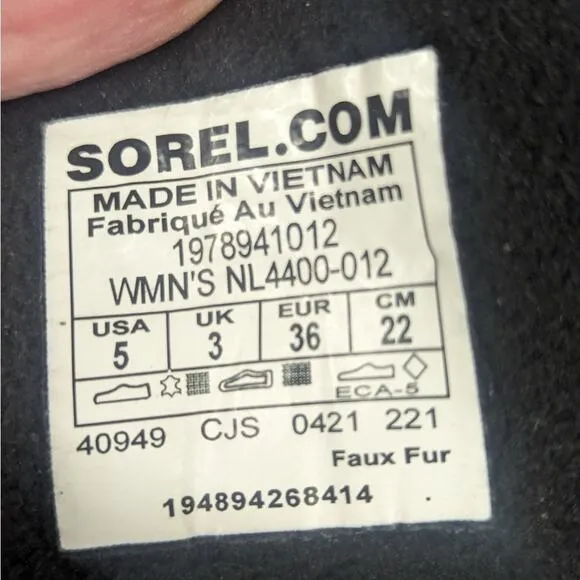 SOREL.COM
MADE IN VIETNAM
Fabriqué Au Vietnam
1978941012
WMN'S NL4400-012
USA UK EUR CM
5 3 36 22
ECA-5
40949 CJS 0421 221
Faux Fur
194894268414